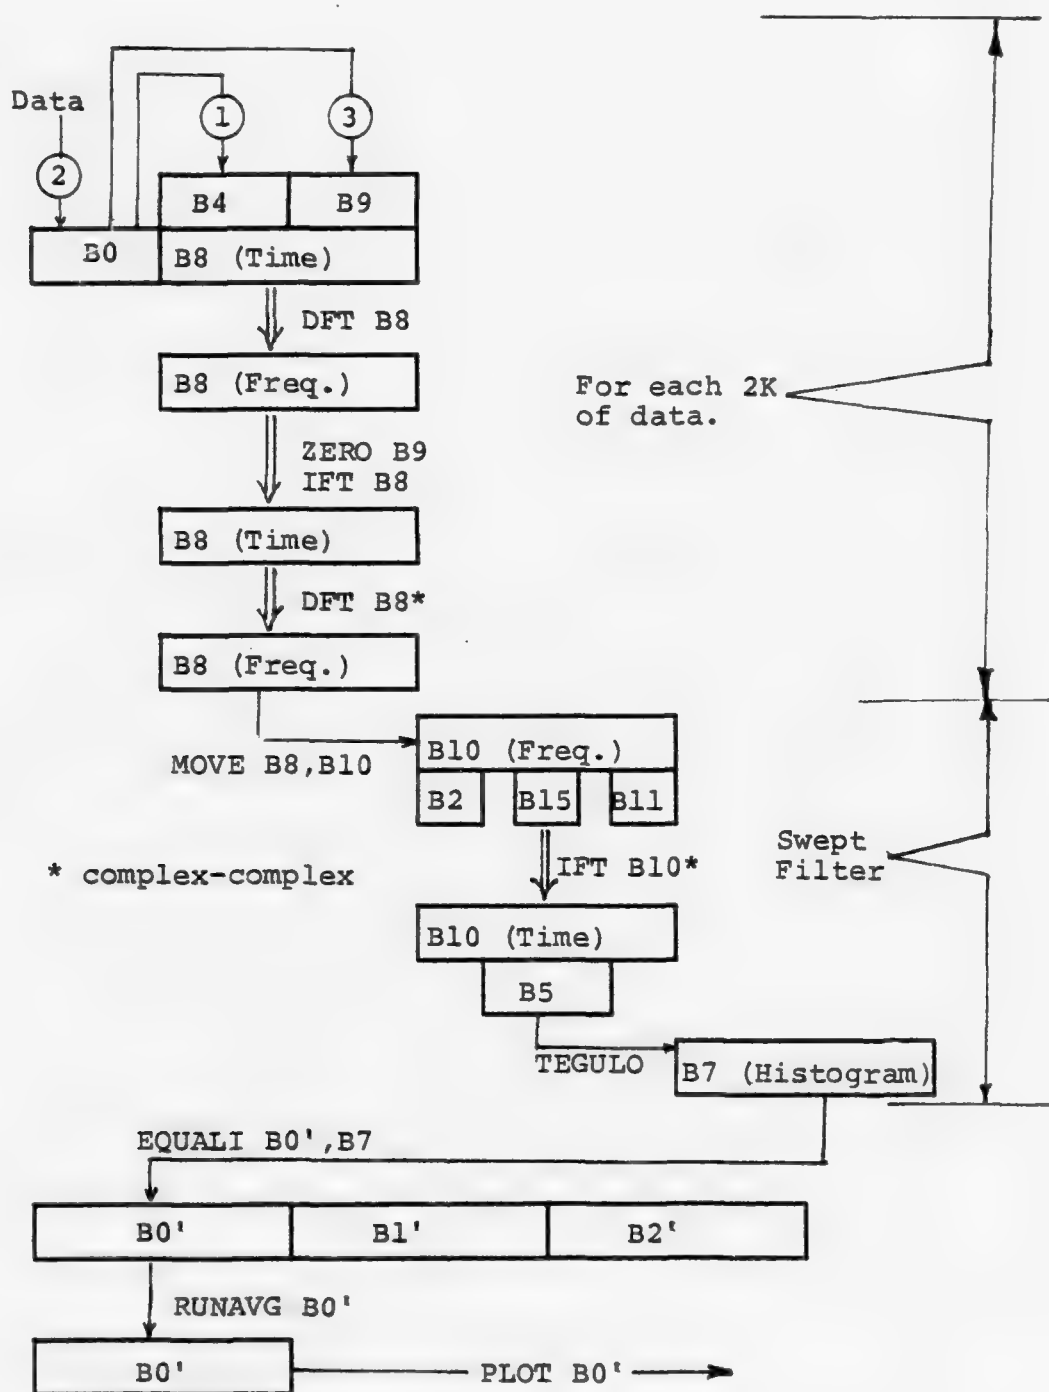 Data
1
3
2
B4
B9
B0
B8 (Time)
DFT B8
B8 (Freq.)
For each 2K
of data.
ZERO B9
IFT B8
B8 (Time)
DFT B8*
B8 (Freq.)
MOVE B8,B10
B10 (Freq.)
B2
B15
B11
* complex-complex
IFT B10*
Swept
Filter
B10 (Time)
B5
TEGULO
B7 (Histogram)
EQUALI B0',B7
B0'
B1'
B2'
RUNAVG B0'
B0'
PLOT B0'